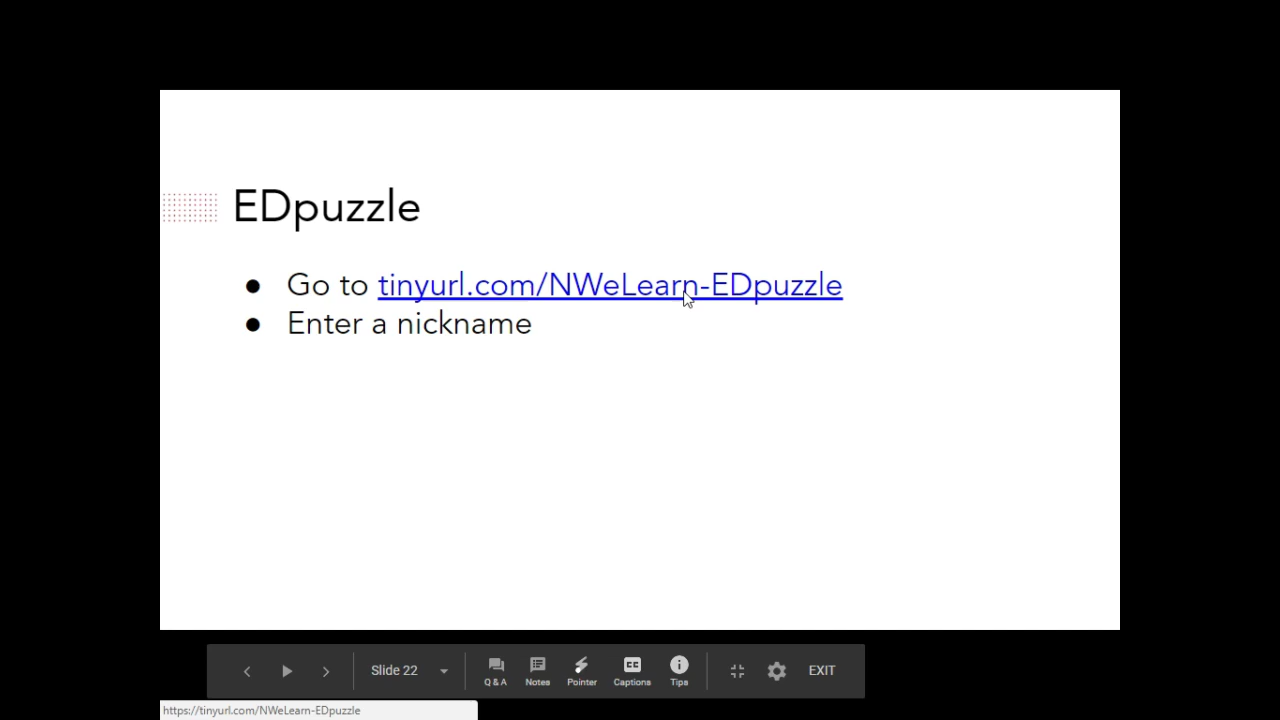 EDpuzzle
● Go to tinyurl.com/NWeLearn-EDpuzzle
● Enter a nickname
Slide 22
Q & A
Notes
Pointer
Captions
Tips
EXIT
https://tinyurl.com/NWeLearn-EDpuzzle